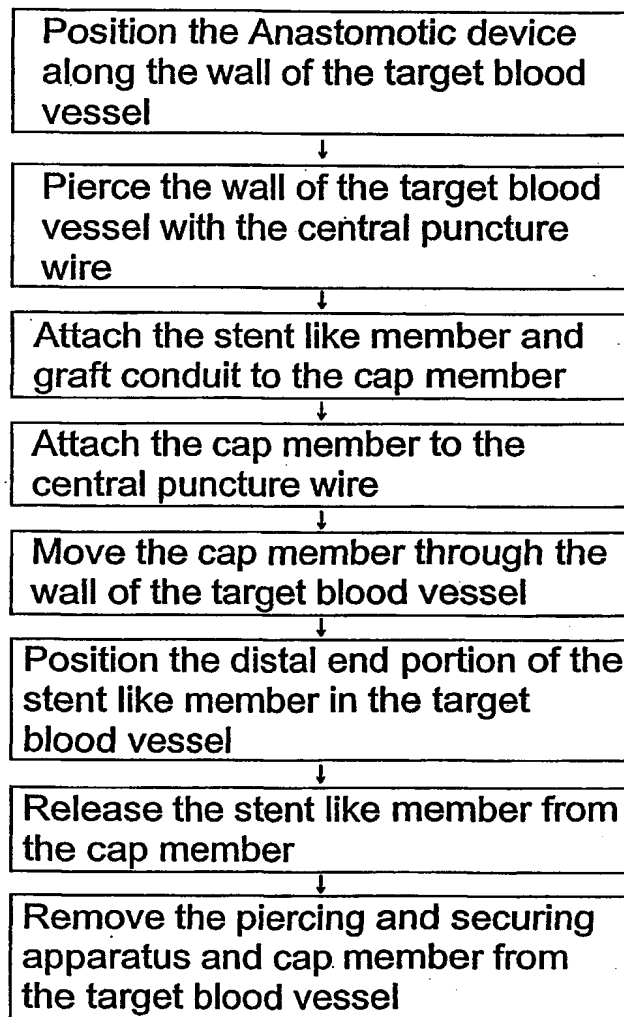 Position the Anastomotic device
along the wall of the target blood
vessel
Pierce the wall of the target blood
vessel with the central puncture
wire
Attach the stent like member and
graft conduit to the cap member
Attach the cap member to the
central puncture wire
Move the cap member through the
wall of the target blood vessel
Position the distal end portion of the
stent like member in the target
blood vessel
Release the stent like member from
the cap member
Remove the piercing and securing
apparatus and cap member from
the target blood vessel